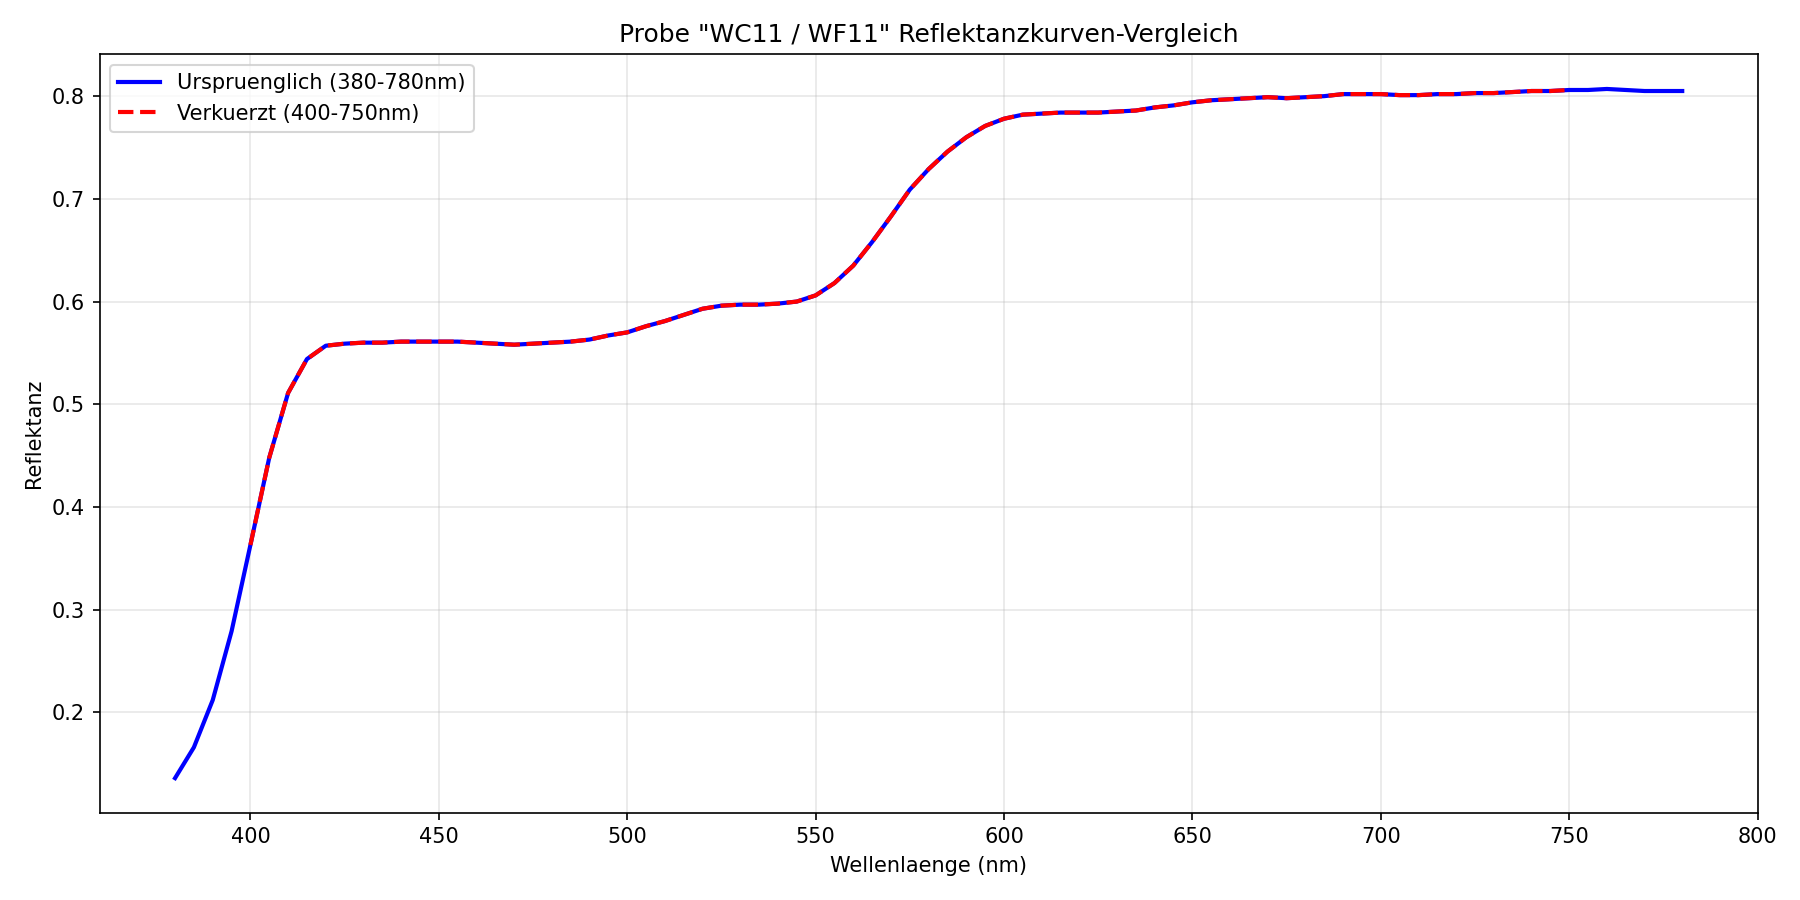 Probe "WC11 / WF11" Reflektanzkurven-Vergleich
Urspruenglich (380-780nm)
Verkuerzt (400-750nm)
0.8
0.7
0.6
0.5
0.4
0.3
0.2
Reflektanz
400 450 500 550 600 650 700 750 800
Wellenlaenge (nm)